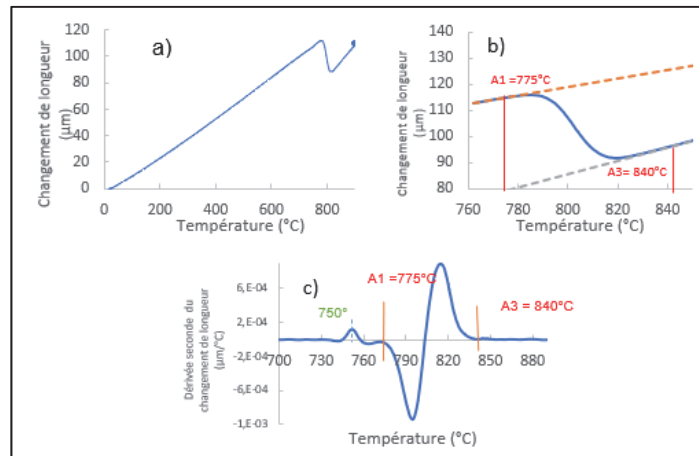 a)
Changement de longueur
(µm)
120
100
80
60
40
20
0
0 200 400 600 800
Température (°C)
b)
Changement de longueur
(µm)
140
130
120
110
100
90
80
A1 =775°C
A3= 840°C
760 780 800 820 840
Température (°C)
c)
Dérivée seconde du
changement de longueur
(µm/°C)
6,E-04
2,E-04
-2,E-04
-6,E-04
-1,E-03
750°
A1 =775°C
A3 = 840°C
700 730 760 790 820 850 880
Température (°C)